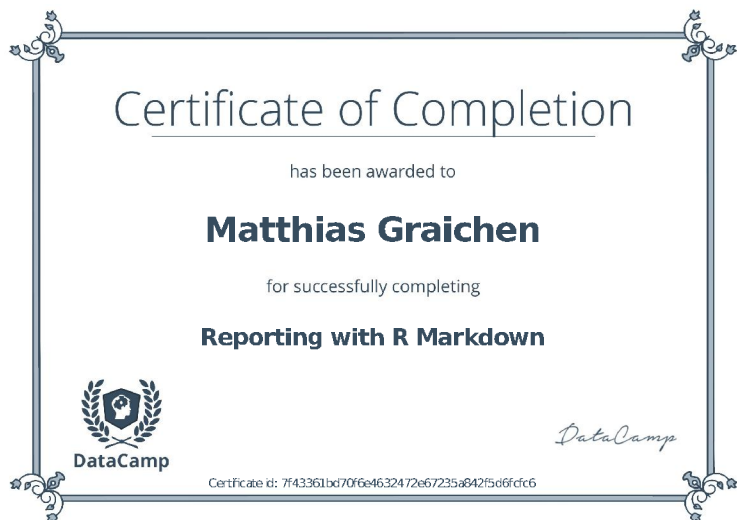 Certificate of Completion
has been awarded to
Matthias Graichen
for successfully completing
Reporting with R Markdown
DataCamp
DataCamp
Certficate id: 7f43361bd70f6e4632472e67235a842f5d6fcfc6